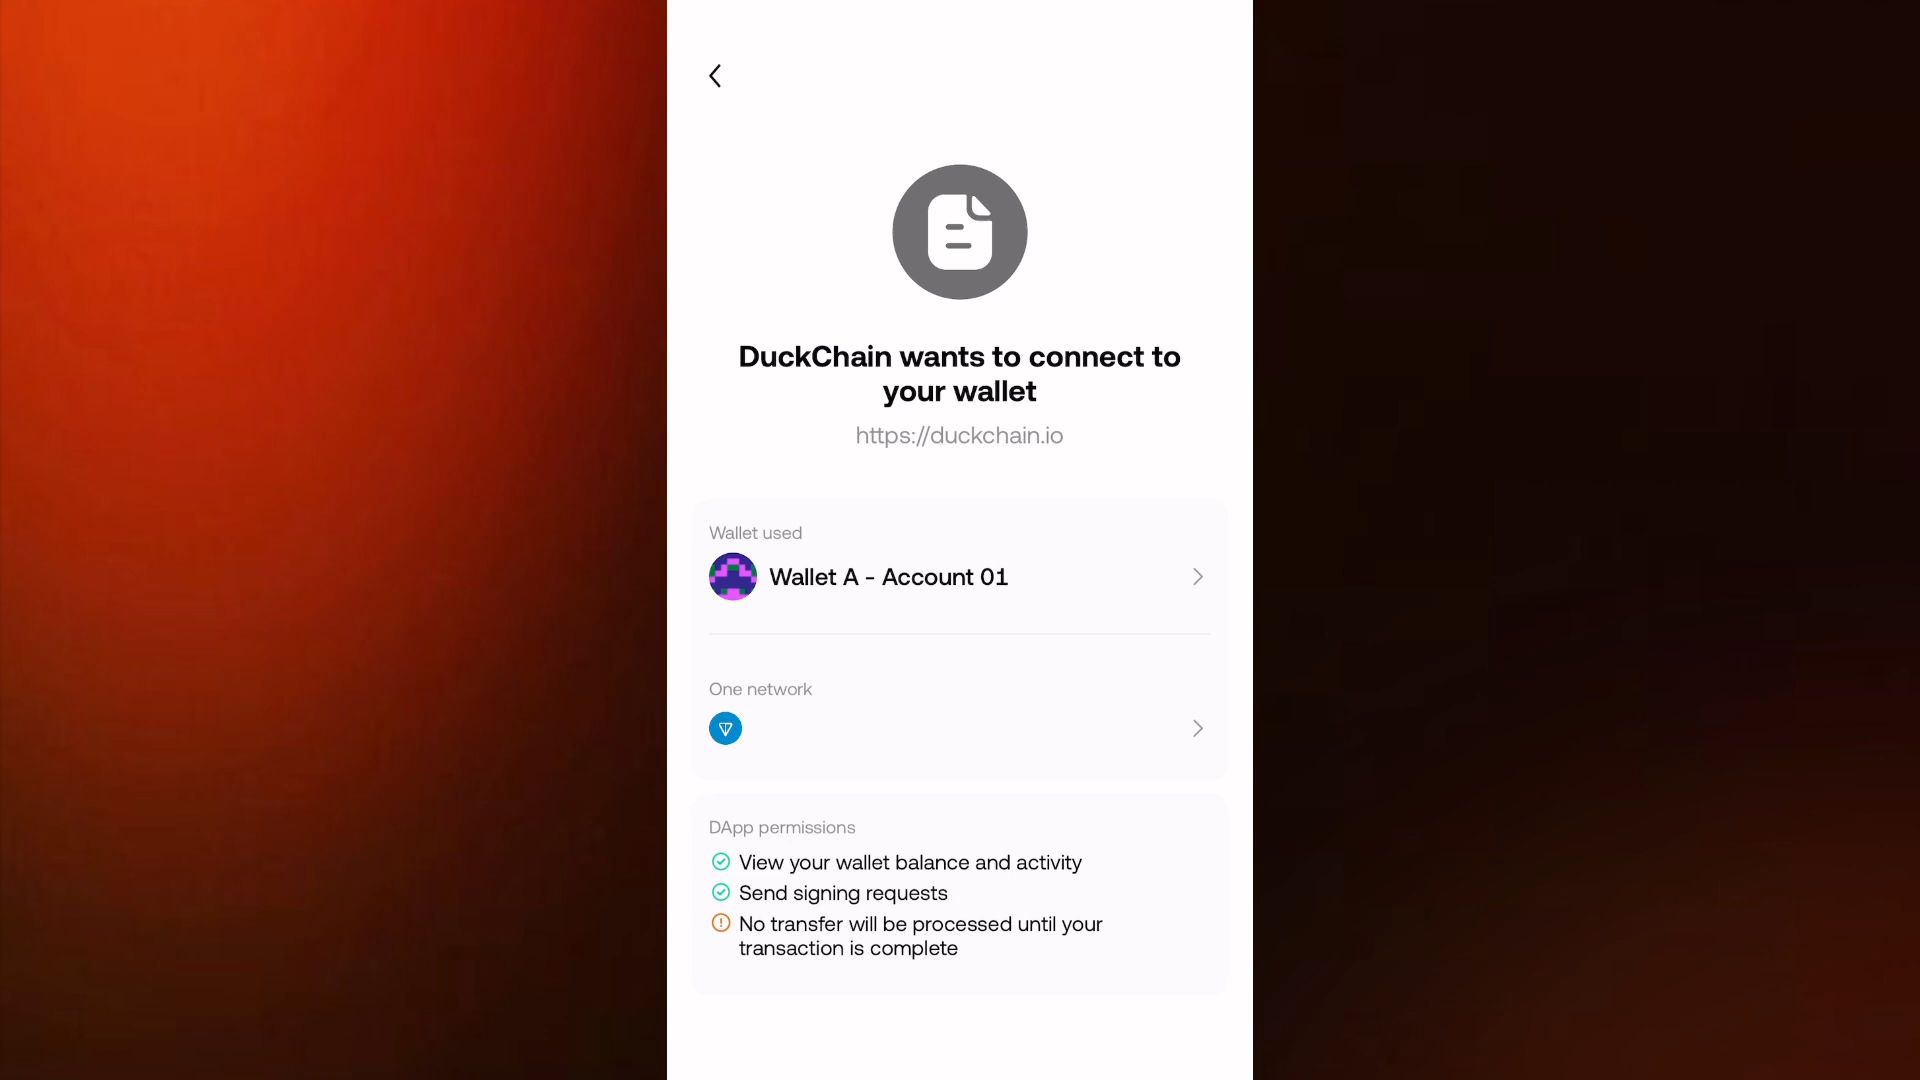 DuckChain wants to connect to
your wallet
https://duckchain.io
Wallet used
Wallet A - Account 01
One network
DApp permissions
View your wallet balance and activity
Send signing requests
No transfer will be processed until your
transaction is complete